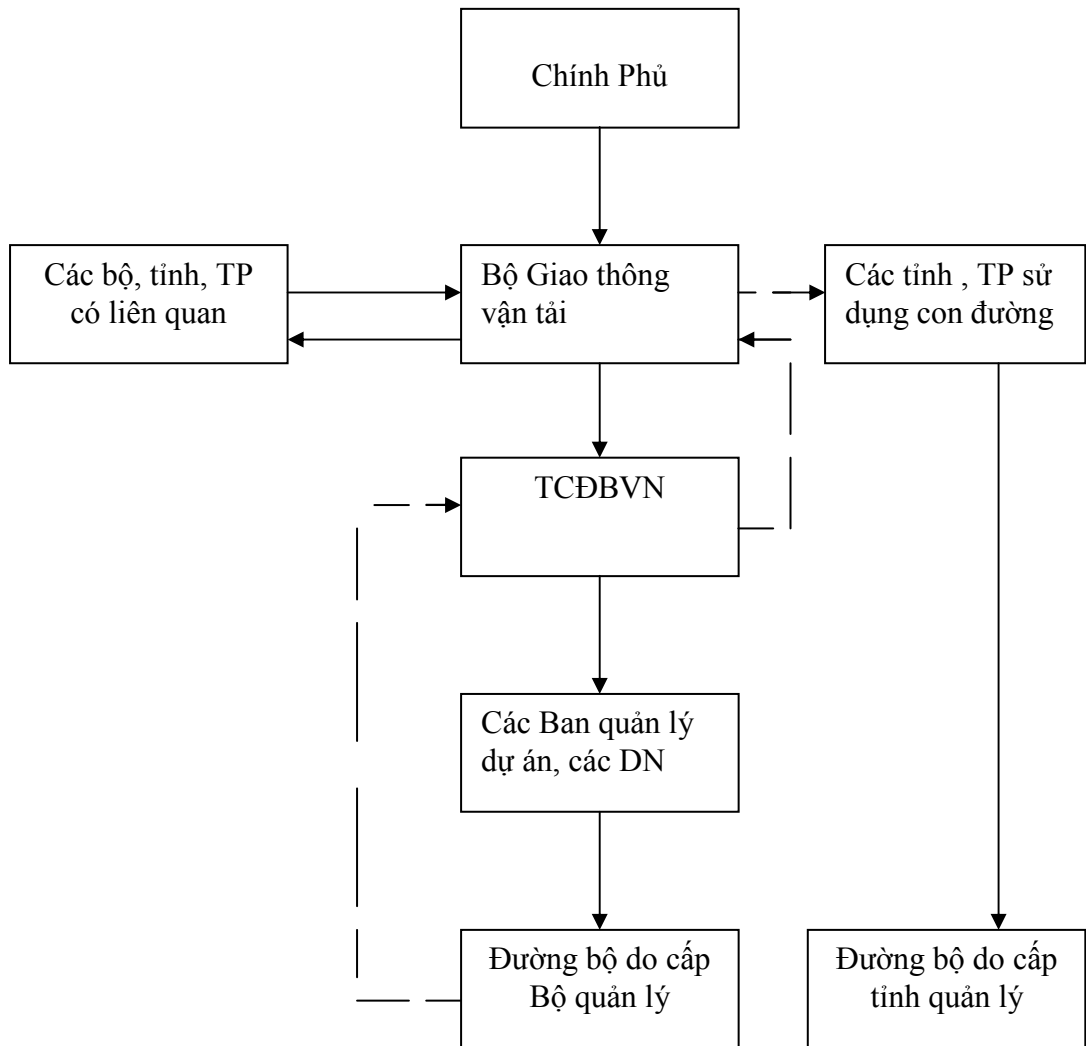 Chính Phủ
Các bộ, tỉnh, TP
có liên quan
Bộ Giao thông
vận tải
Các tỉnh , TP sử
dụng con đường
TCĐBVN
Các Ban quản lý
dự án, các DN
Đường bộ do cấp
Bộ quản lý
Đường bộ do cấp
tỉnh quản lý